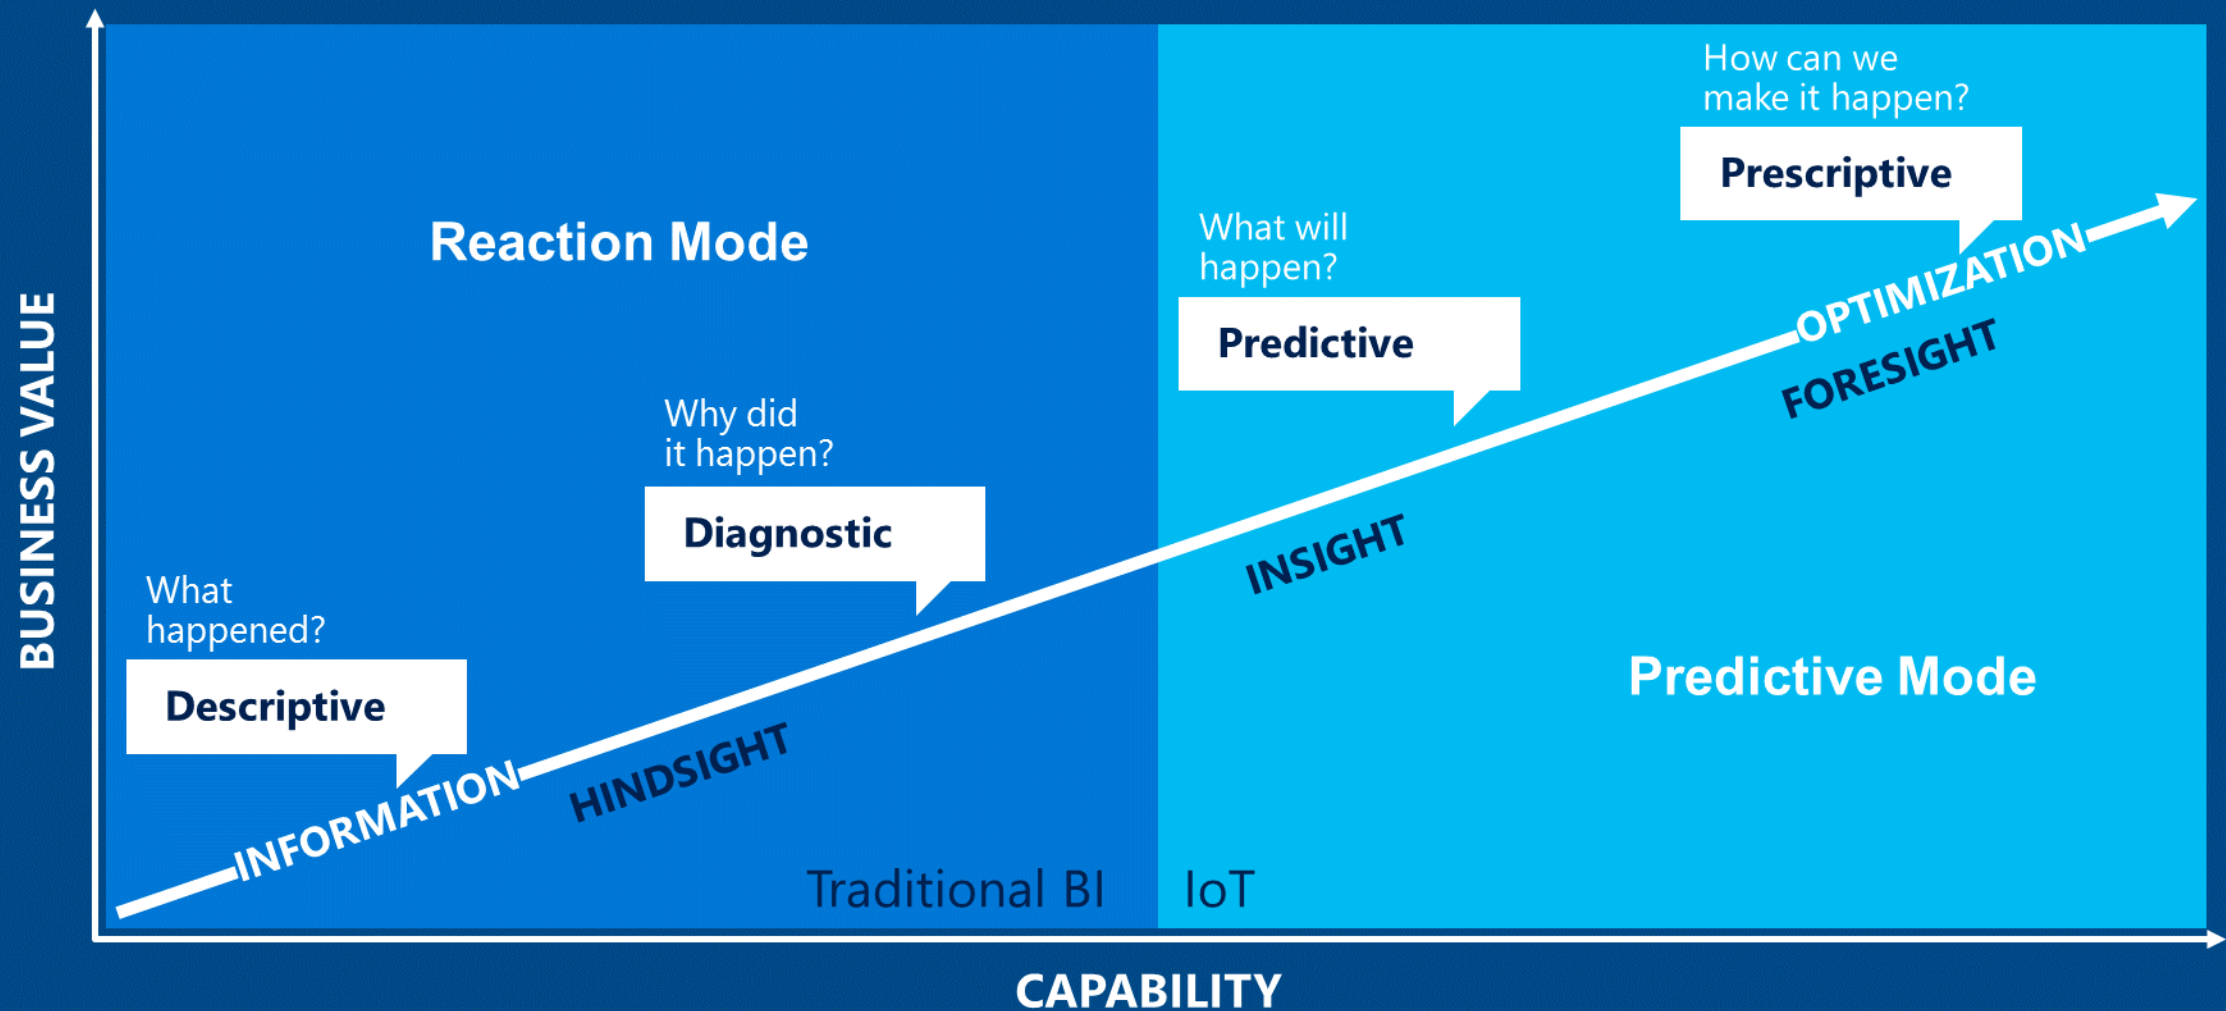 How can we
make it happen?
Prescriptive
Reaction Mode
What will
happen?
Predictive
OPTIMIZATION
FORESIGHT
Why did
it happen?
Diagnostic
INSIGHT
What
happened?
Descriptive
Predictive Mode
INFORMATION
HINDSIGHT
Traditional BI
IoT
BUSINESS VALUE
CAPABILITY